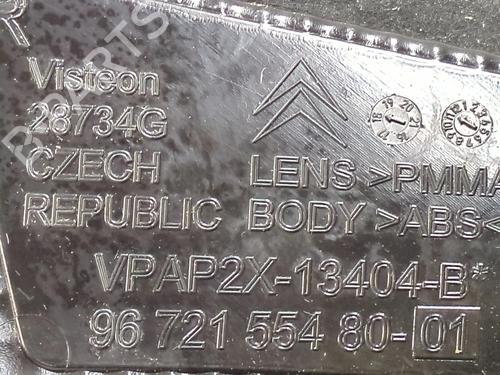 R
Visteon
28734G
CZECH LENS >PMMA
REPUBLIC BODY >ABS<
VPAP2X-13404-B*
96 721 554 80-01